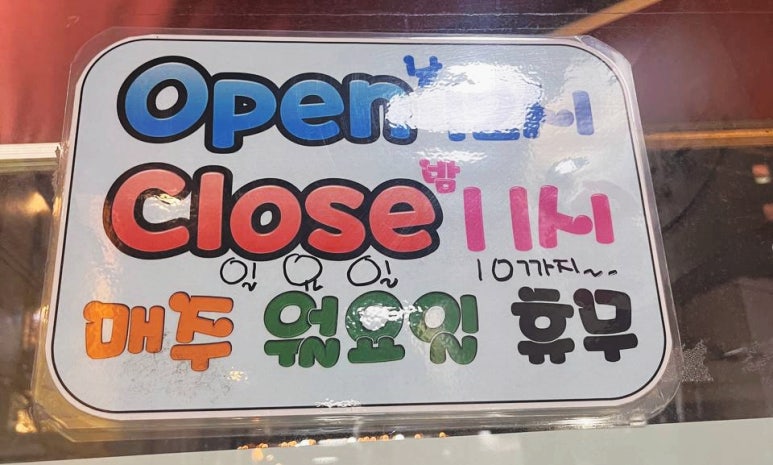 Open 낮 시
Close 밤 11시
일요일 10까지~..
매주 월요일 휴무